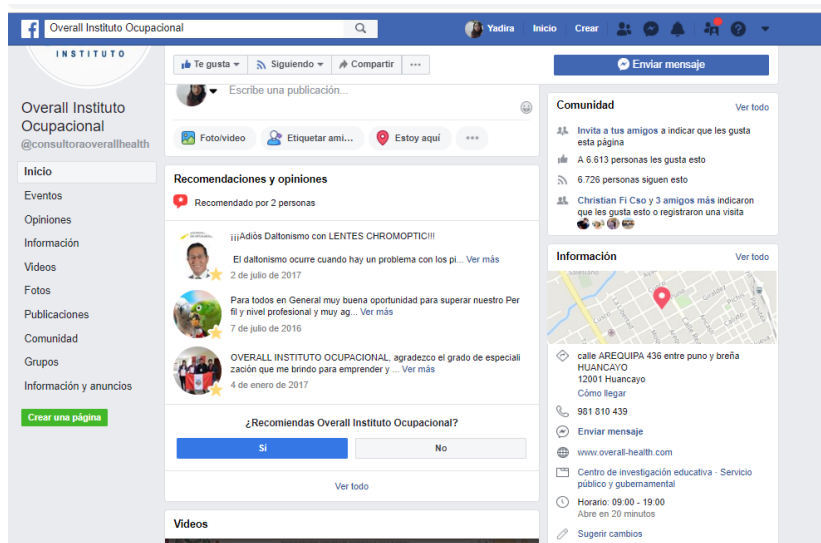 Overall Instituto Ocupacional
Yadira
Inicio
Crear
INSTITUTO
Te gusta
Siguiendo
Compartir
Enviar mensaje
Overall Instituto
Ocupacional
@consultoraoverallhealth
Inicio
Eventos
Opiniones
Información
Videos
Fotos
Publicaciones
Comunidad
Grupos
Información y anuncios
Crear una página
Escribe una publicación...
Foto/video
Etiquetar ami...
Estoy aquí
Recomendaciones y opiniones
Recomendado por 2 personas
¡¡¡Adiòs Daltonismo con LENTES CHROMOPTIC!!!
El daltonismo ocurre cuando hay un problema con los pi... Ver más
2 de julio de 2017
Para todos en General muy buena oportunidad para superar nuestro Per
fil y nivel profesional y muy ag... Ver más
7 de julio de 2016
OVERALL INSTITUTO OCUPACIONAL, agradezco el grado de especiali
zación que me brindo para emprender y ... Ver más
4 de enero de 2017
¿Recomiendas Overall Instituto Ocupacional?
Sí
No
Ver todo
Videos
Comunidad
Ver todo
Invita a tus amigos a indicar que les gusta
esta página
A 6.613 personas les gusta esto
6.726 personas siguen esto
Christian Fi Cso y 3 amigos más indicaron
que les gusta esto o registraron una visita
Información
Ver todo
calle AREQUIPA 436 entre puno y breña
HUANCAYO
12001 Huancayo
Cómo llegar
981 810 439
Enviar mensaje
www.overall-health.com
Centro de investigación educativa · Servicio
público y gubernamental
Horario: 09:00 - 19:00
Abre en 20 minutos
Sugerir cambios